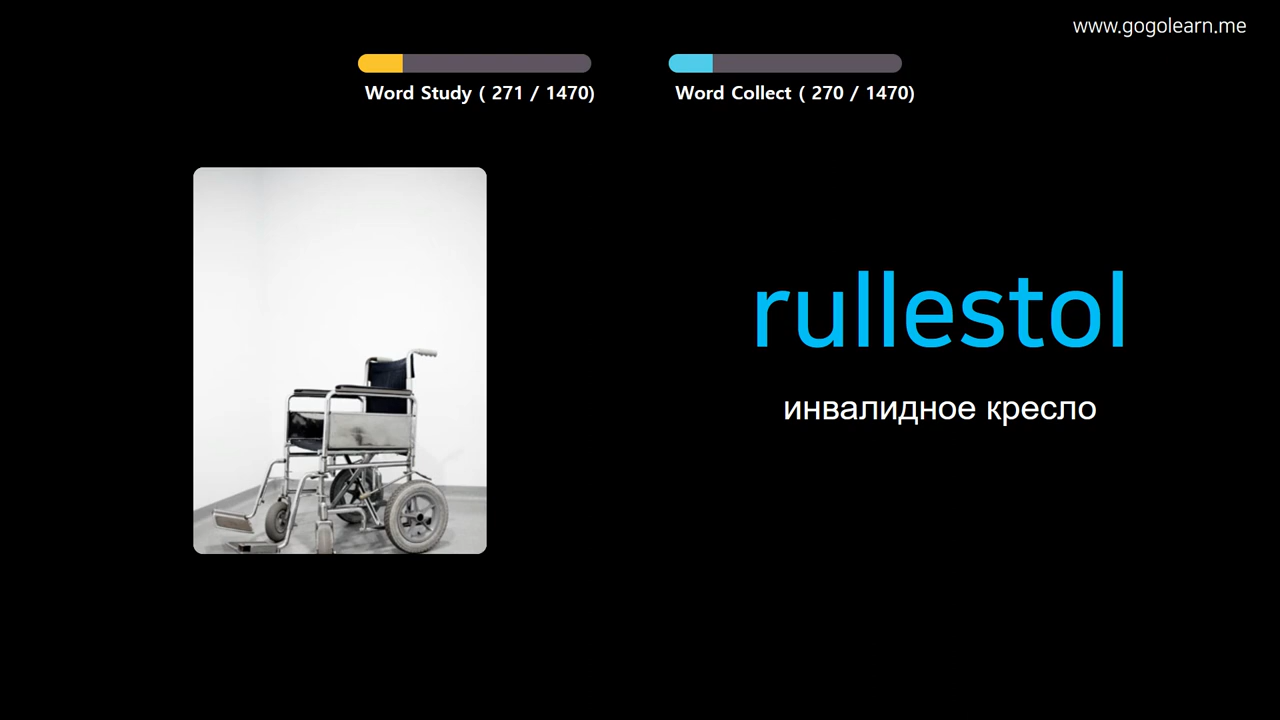 www.gogolearn.me
Word Study ( 271 / 1470)
Word Collect ( 270 / 1470)
rullestol
инвалидное кресло